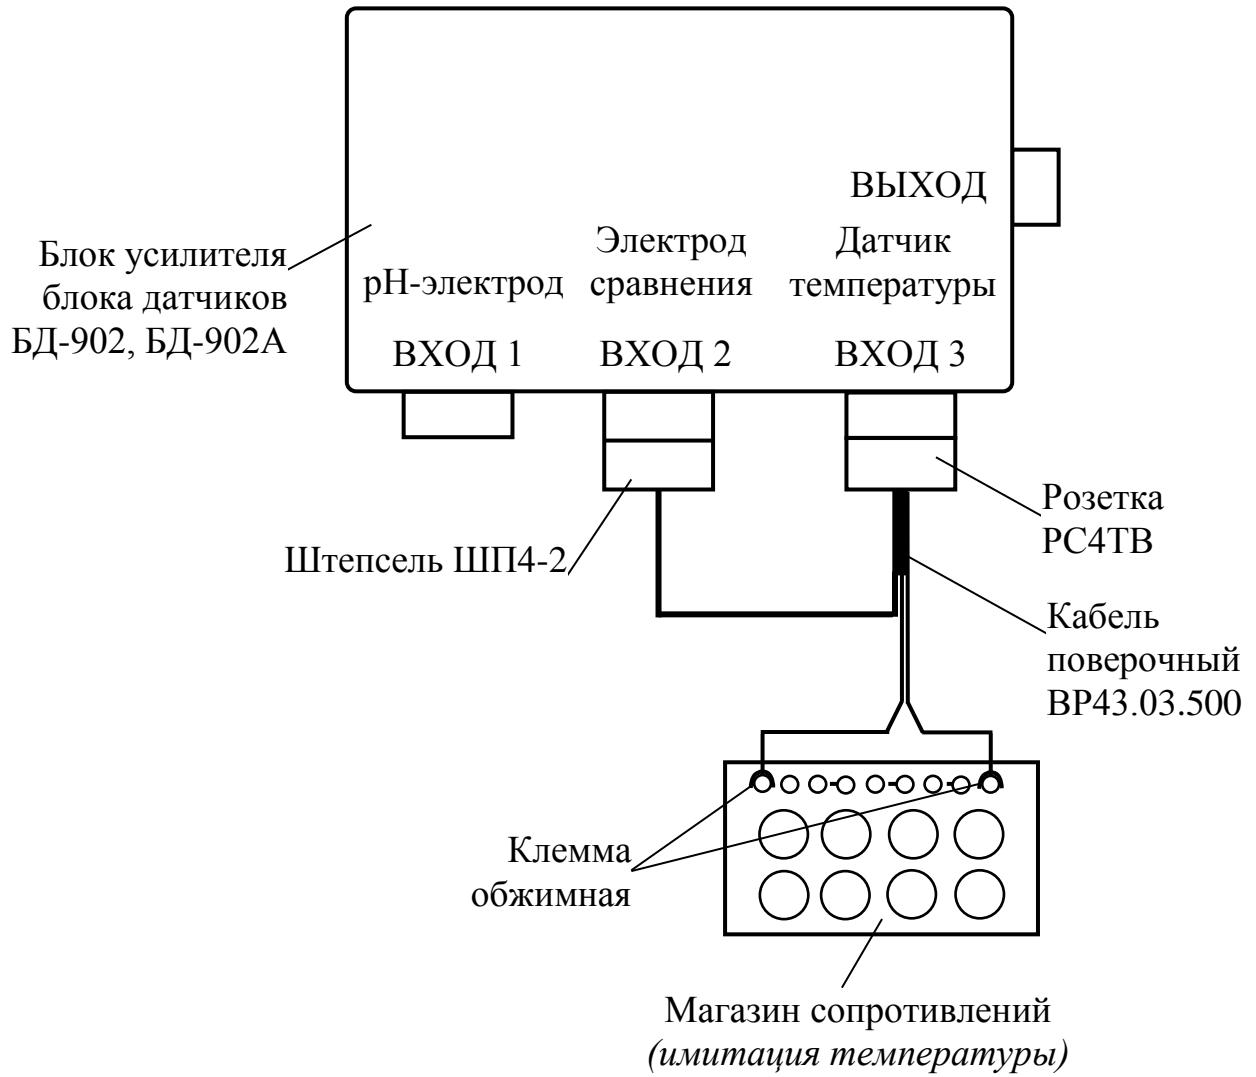 ВЫХОД
Блок усилителя
блока датчиков
БД-902, БД-902А
pH-электрод
Электрод
сравнения
Датчик
температуры
ВХОД 1
ВХОД 2
ВХОД 3
Штепсель ШП4-2
Розетка
РС4ТВ
Кабель
поверочный
ВР43.03.500
Клемма
обжимная
Магазин сопротивлений
(имитация температуры)